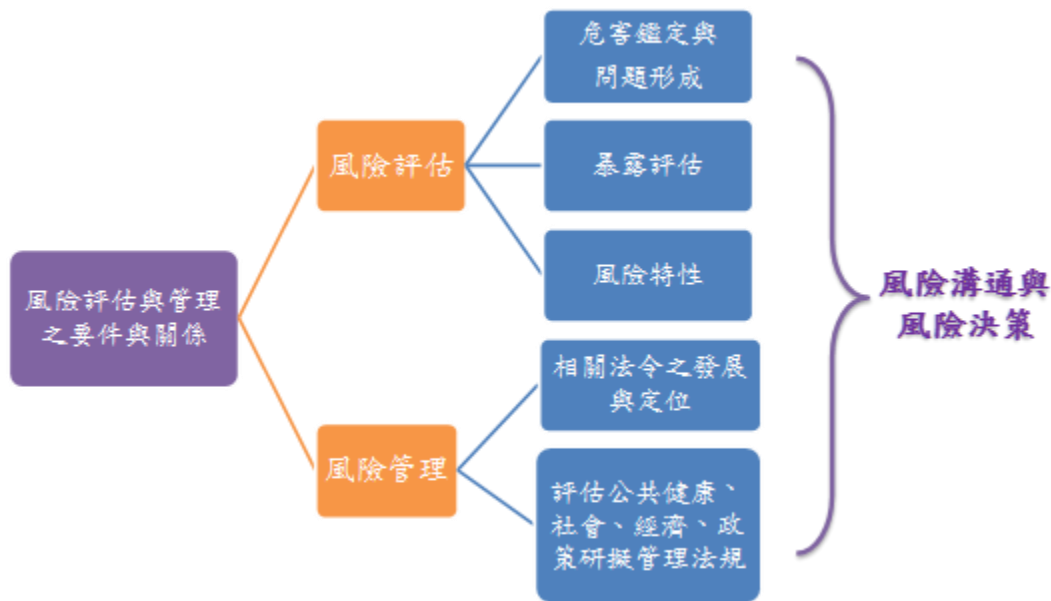 風險評估與管理
之要件與關係
風險評估
危害鑑定與
問題形成
暴露評估
風險特性
風險管理
相關法令之發展
與定位
評估公共健康、
社會、經濟、政
策研擬管理法規
風險溝通與
風險決策